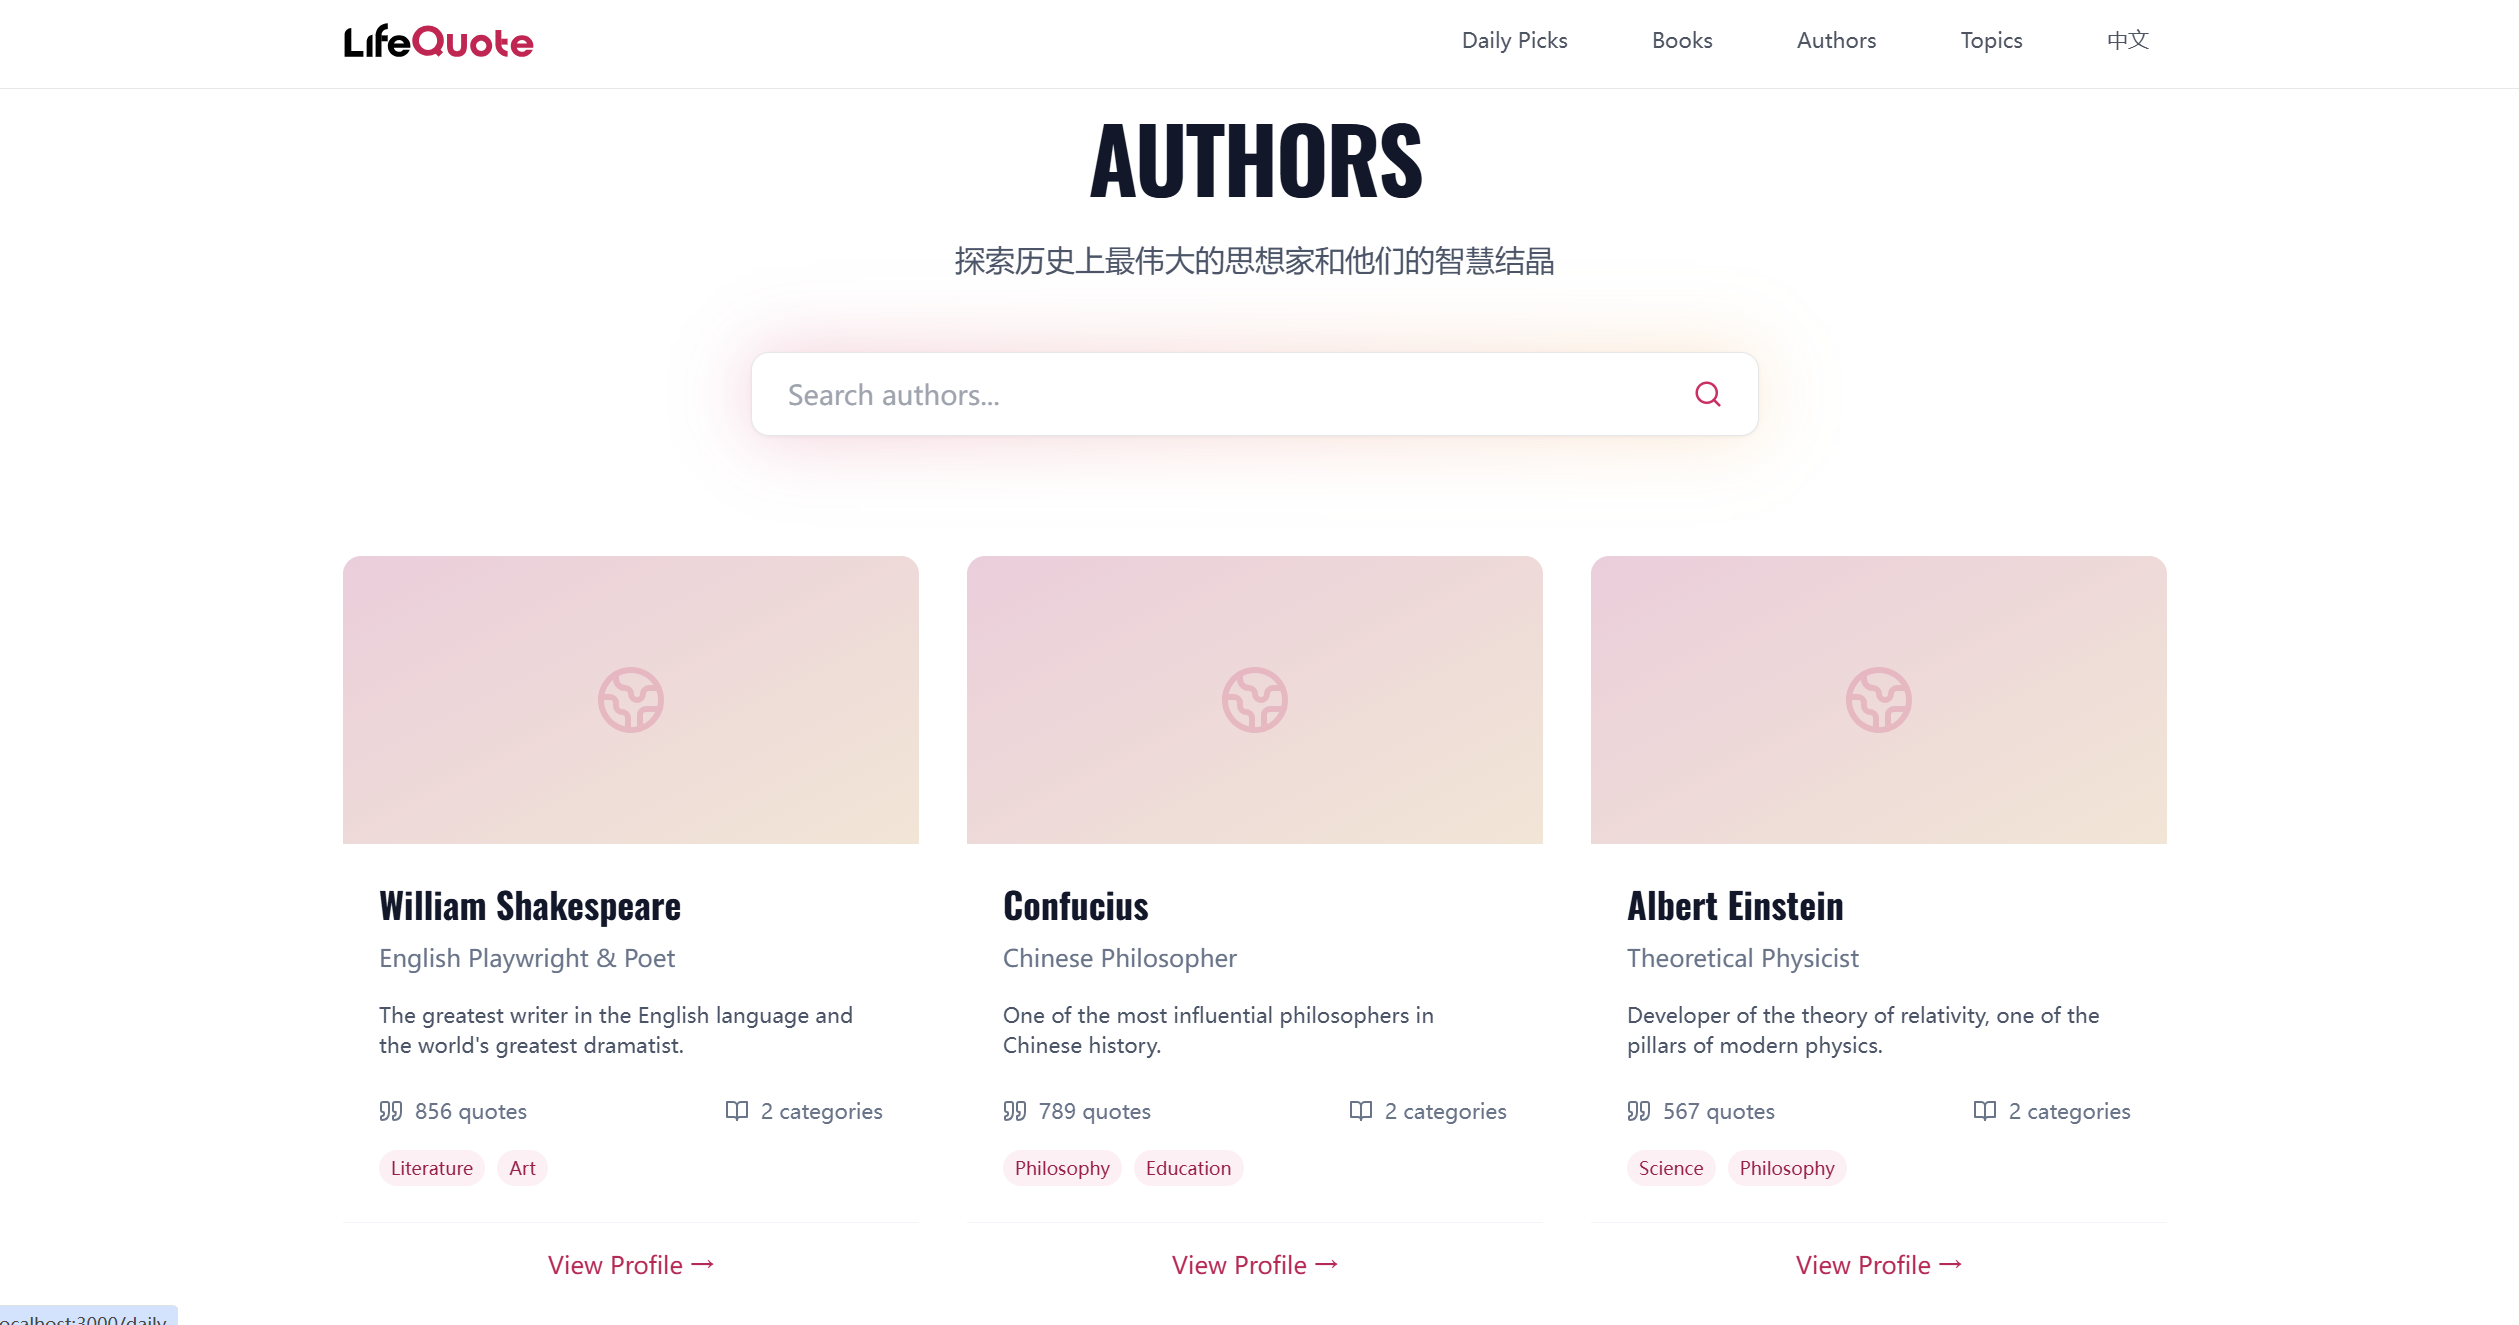 LifeQuote
Daily Picks
Books
Authors
Topics
中文
AUTHORS
探索历史上最伟大的思想家和他们的智慧结晶
Search authors...
William Shakespeare
English Playwright & Poet
The greatest writer in the English language and
the world's greatest dramatist.
856 quotes
2 categories
Literature
Art
View Profile →
Confucius
Chinese Philosopher
One of the most influential philosophers in
Chinese history.
789 quotes
2 categories
Philosophy
Education
View Profile →
Albert Einstein
Theoretical Physicist
Developer of the theory of relativity, one of the
pillars of modern physics.
567 quotes
2 categories
Science
Philosophy
View Profile →
ocalhost:3000/daily